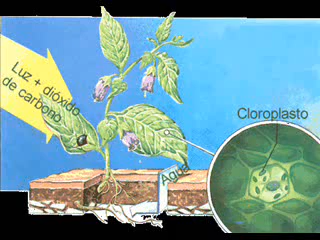 Luz + dióxido
de carbono
Cloroplasto
Agua